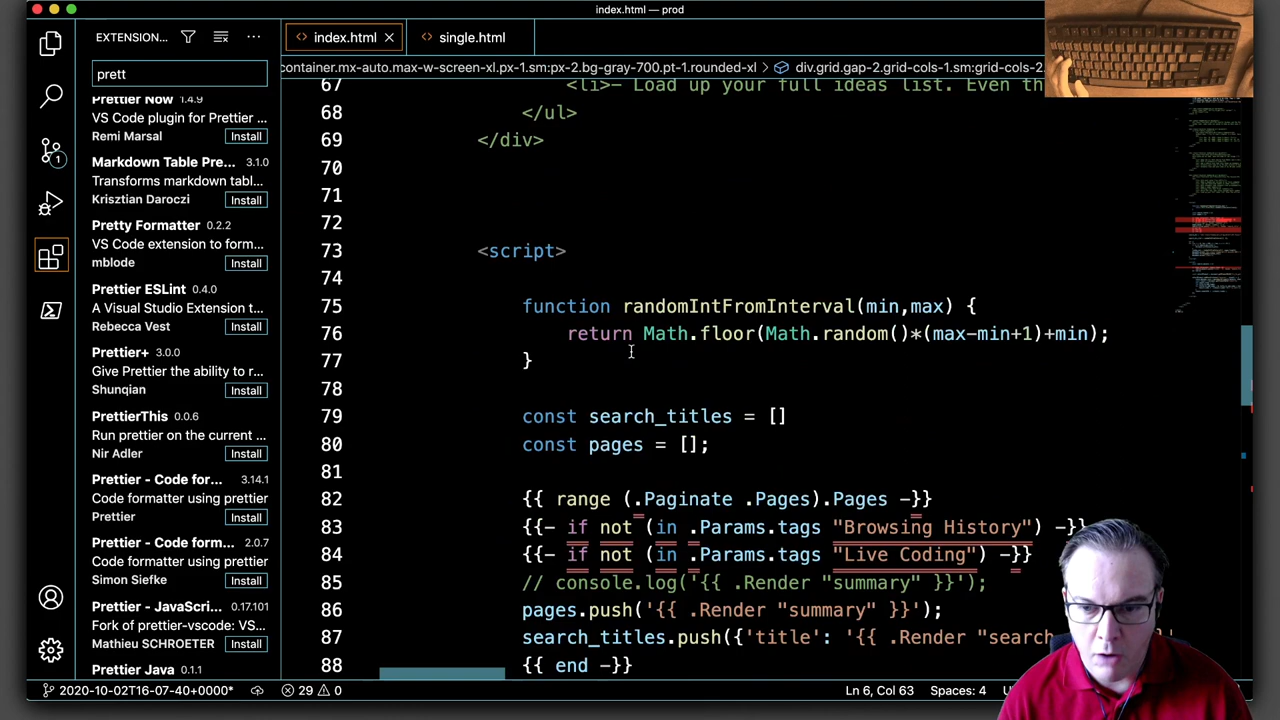 index.html — prod
EXTENSION...
index.html
single.html
prett
container.mx-auto.max-w-screen-xl.px-1.sm:px-2.bg-gray-700.pt-1.rounded-xl
div.grid.gap-2.grid-cols-1.sm:grid-cols-2.
Prettier Now 1.4.9
VS Code plugin for Prettier ...
Remi Marsal
Install
Markdown Table Pre... 3.1.0
Transforms markdown tabl...
Krisztian Daroczi
Install
Pretty Formatter 0.2.2
VS Code extension to form...
mblode
Install
Prettier ESLint 0.4.0
A Visual Studio Extension t...
Rebecca Vest
Install
Prettier+ 3.0.0
Give Prettier the ability to r...
Shunqian
Install
PrettierThis 0.0.6
Run prettier on the current ...
Nir Adler
Install
Prettier - Code for... 3.14.1
Code formatter using prettier
Prettier
Install
Prettier - Code form... 2.0.7
Code formatter using prettier
Simon Siefke
Install
Prettier - JavaScri... 0.17.101
Fork of prettier-vscode: VS...
Mathieu SCHROETER
Install
Prettier Java 0.1.1
67 <li>- Load up your full ideas list. Even th
68 </ul>
69 </div>
70
71
72
73 <script>
74
75 function randomIntFromInterval(min,max) {
76 return Math.floor(Math.random()*(max-min+1)+min);
77 }
78
79 const search_titles = []
80 const pages = [];
81
82 {{ range (.Paginate .Pages).Pages -}}
83 {{- if not (in .Params.tags "Browsing History") -}}
84 {{- if not (in .Params.tags "Live Coding") -}}
85 // console.log('{{ .Render "summary" }}');
86 pages.push('{{ .Render "summary" }}');
87 search_titles.push({'title': '{{ .Render "search
88 {{ end -}}
2020-10-02T16-07-40+0000*
29
0
Ln 6, Col 63
Spaces: 4